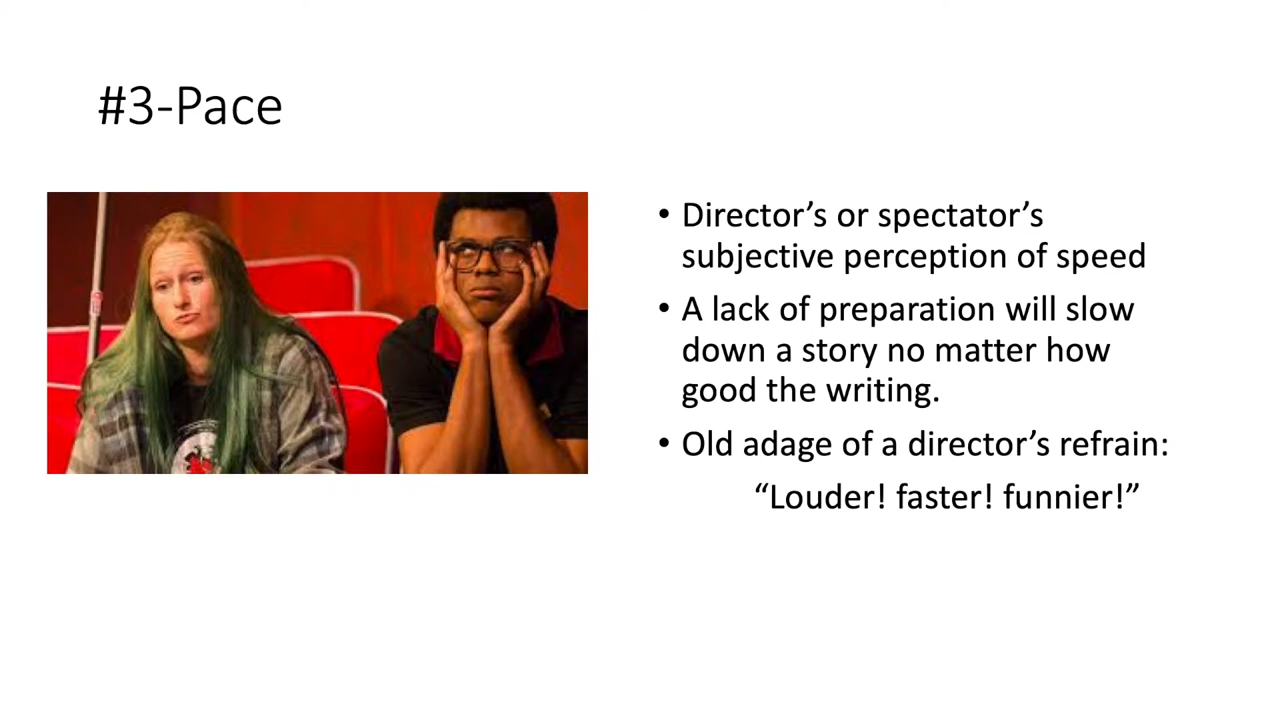 #3-Pace
• Director’s or spectator’s
subjective perception of speed
• A lack of preparation will slow
down a story no matter how
good the writing.
• Old adage of a director’s refrain:
“Louder! faster! funnier!”